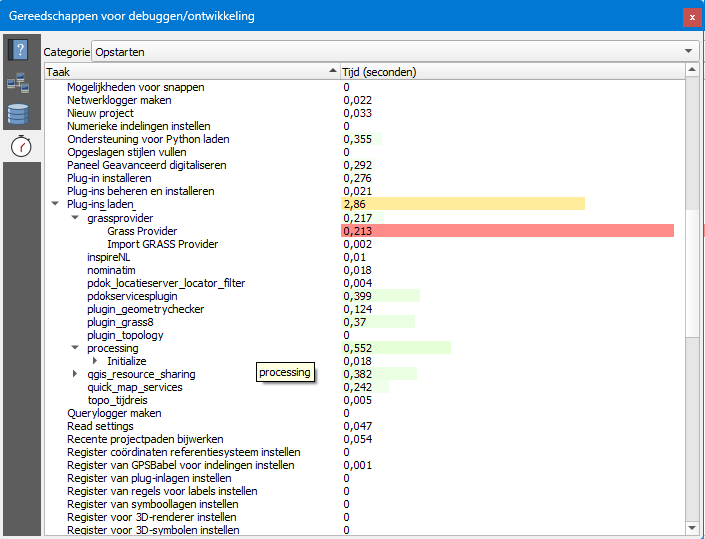 Gereedschappen voor debuggen/ontwikkeling
Categorie Opstarten
Taak Tijd (seconden)
Mogelijkheden voor snappen 0
Netwerklogger maken 0,022
Nieuw project 0,033
Numerieke indelingen instellen 0
Ondersteuning voor Python laden 0,355
Opgeslagen stijlen vullen 0
Paneel Geavanceerd digitaliseren 0,292
Plug-in installeren 0,276
Plug-ins beheren en installeren 0,021
Plug-ins laden 2,86
grassprovider 0,217
Grass Provider 0,213
Import GRASS Provider 0,002
inspireNL 0,01
nominatim 0,018
pdok_locatieserver_locator_filter 0,004
pdokservicesplugin 0,399
plugin_geometrychecker 0,124
plugin_grass8 0,37
plugin_topology 0
processing 0,552
Initialize 0,018
qgis_resource_sharing 0,382
processing
quick_map_services 0,242
topo_tijdreis 0,005
Querylogger maken 0
Read settings 0,047
Recente projectpaden bijwerken 0,054
Register coördinaten referentiesysteem instellen 0
Register van GPSBabel voor indelingen instellen 0,001
Register van plug-inlagen instellen 0
Register van regels voor labels instellen 0
Register van symboollagen instellen 0
Register voor 3D-renderer instellen 0
Register voor 3D-symbolen instellen 0